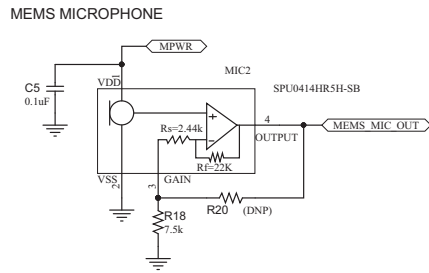 MEMS MICROPHONE
MPWR
MIC2
C5
0.1uF
VDD
1
SPU0414HR5H-SB
+
Rs=2.44k
-
4
OUTPUT
MEMS_MIC_OUT
Rf=22K
VSS
2
3
GAIN
R18
7.5k
R20
(DNP)